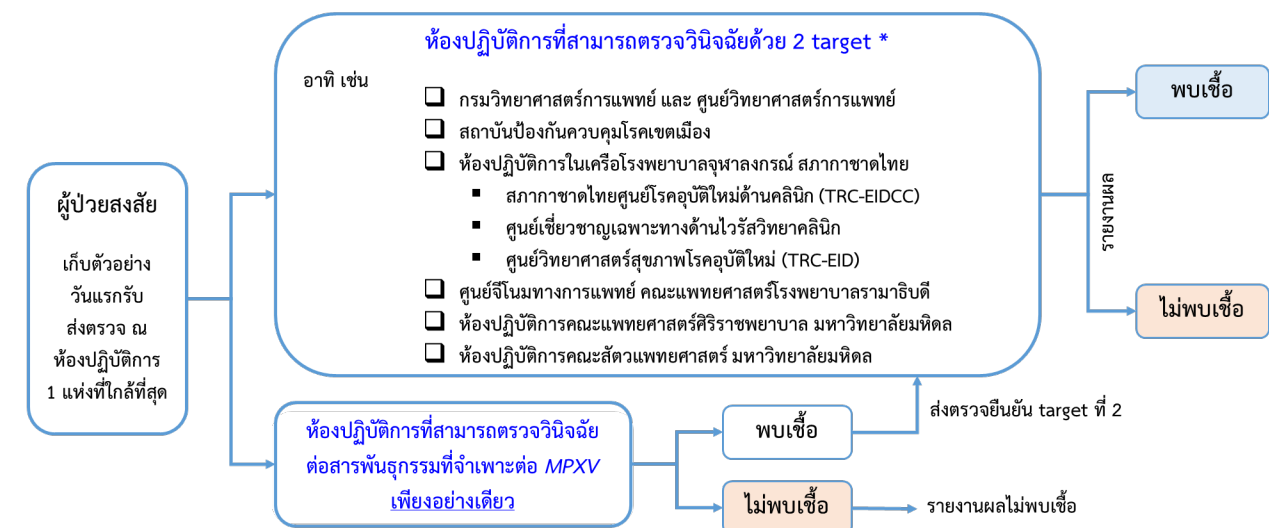 ผู้ป่วยสงสัย
เก็บตัวอย่าง
วันแรกรับ
ส่งตรวจ ณ
ห้องปฏิบัติการ
1 แห่งที่ใกล้ที่สุด
ห้องปฏิบัติการที่สามารถตรวจวินิจฉัยด้วย 2 target *
อาทิ เช่น
กรมวิทยาศาสตร์การแพทย์ และ ศูนย์วิทยาศาสตร์การแพทย์
สถาบันป้องกันควบคุมโรคเขตเมือง
ห้องปฏิบัติการในเครือโรงพยาบาลจุฬาลงกรณ์ สภากาชาดไทย
สภากาชาดไทยศูนย์โรคอุบัติใหม่ด้านคลินิก (TRC-EIDCC)
ศูนย์เชี่ยวชาญเฉพาะทางด้านไวรัสวิทยาคลินิก
ศูนย์วิทยาศาสตร์สุขภาพโรคอุบัติใหม่ (TRC-EID)
ศูนย์จีโนมทางการแพทย์ คณะแพทยศาสตร์โรงพยาบาลรามาธิบดี
ห้องปฏิบัติการคณะแพทยศาสตร์ศิริราชพยาบาล มหาวิทยาลัยมหิดล
ห้องปฏิบัติการคณะสัตวแพทยศาสตร์ มหาวิทยาลัยมหิดล
รายงานผล
พบเชื้อ
ไม่พบเชื้อ
ห้องปฏิบัติการที่สามารถตรวจวินิจฉัย
ต่อสารพันธุกรรมที่จำเพาะต่อ MPXV
เพียงอย่างเดียว
พบเชื้อ
ส่งตรวจยืนยัน target ที่ 2
ไม่พบเชื้อ
รายงานผลไม่พบเชื้อ